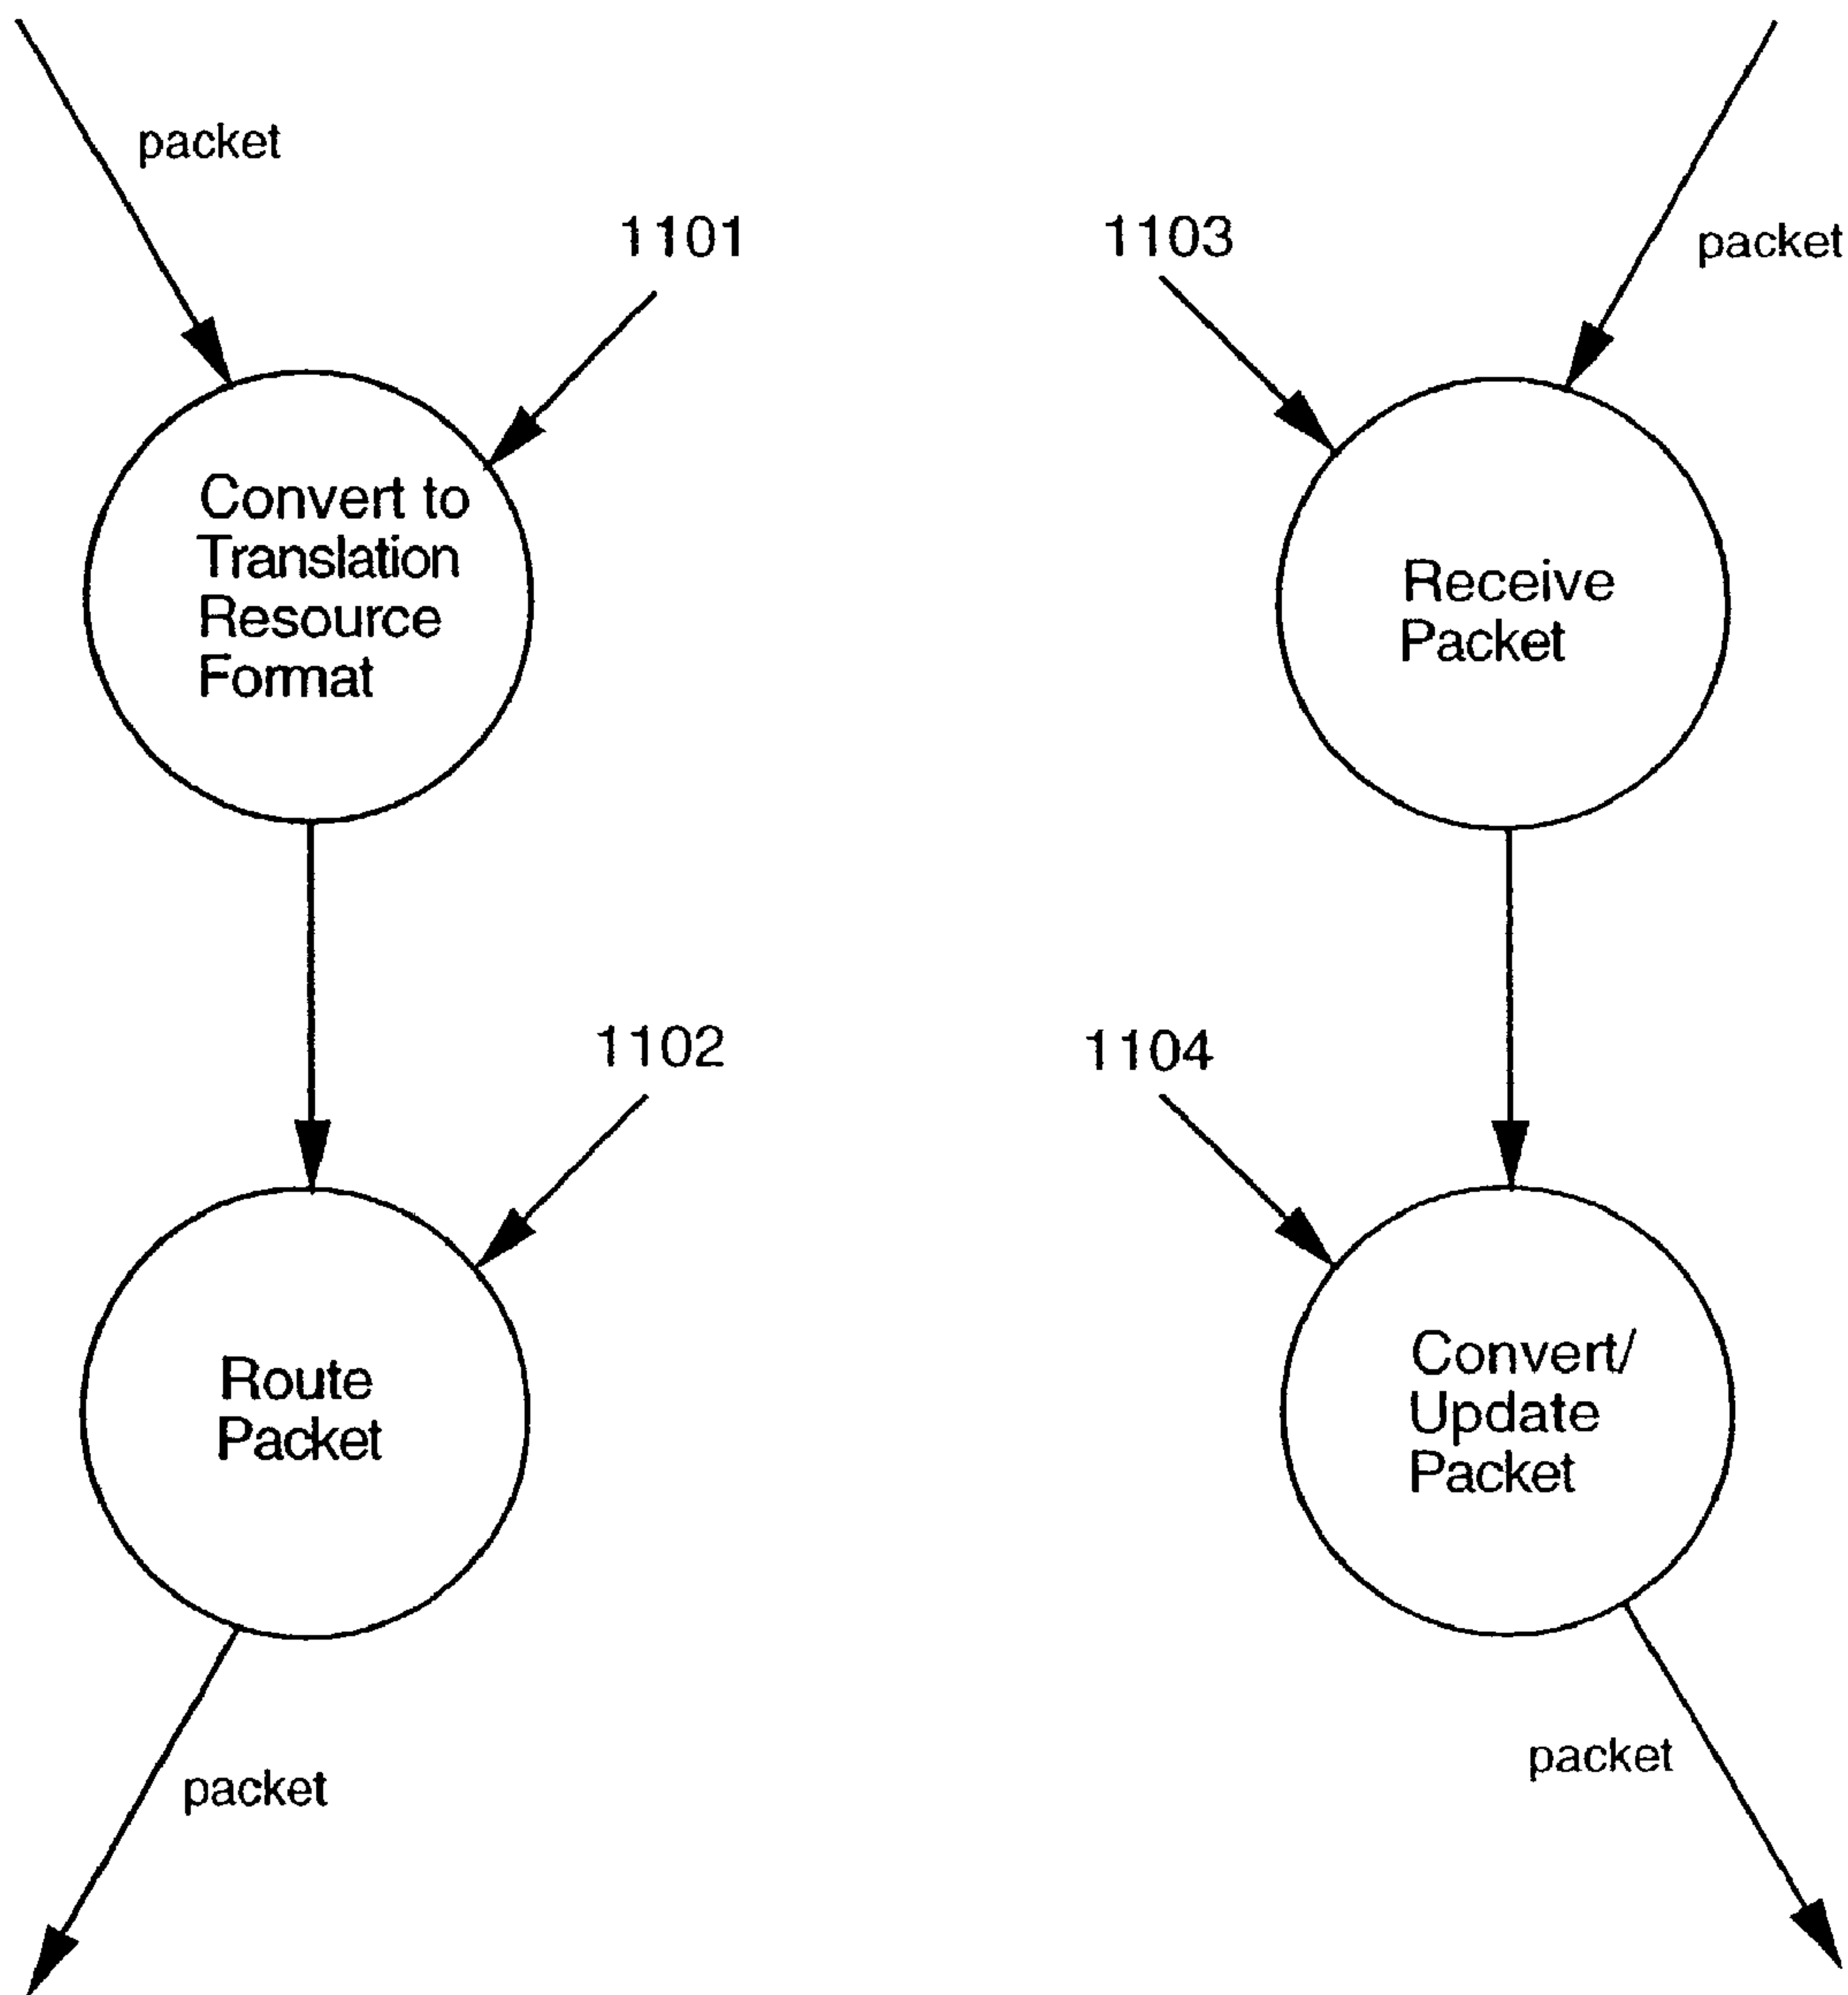 packet
1101
1103
packet
Convert to
Translation
Resource
Format
Receive
Packet
1102
1104
Route
Packet
Convert/
Update
Packet
packet
packet